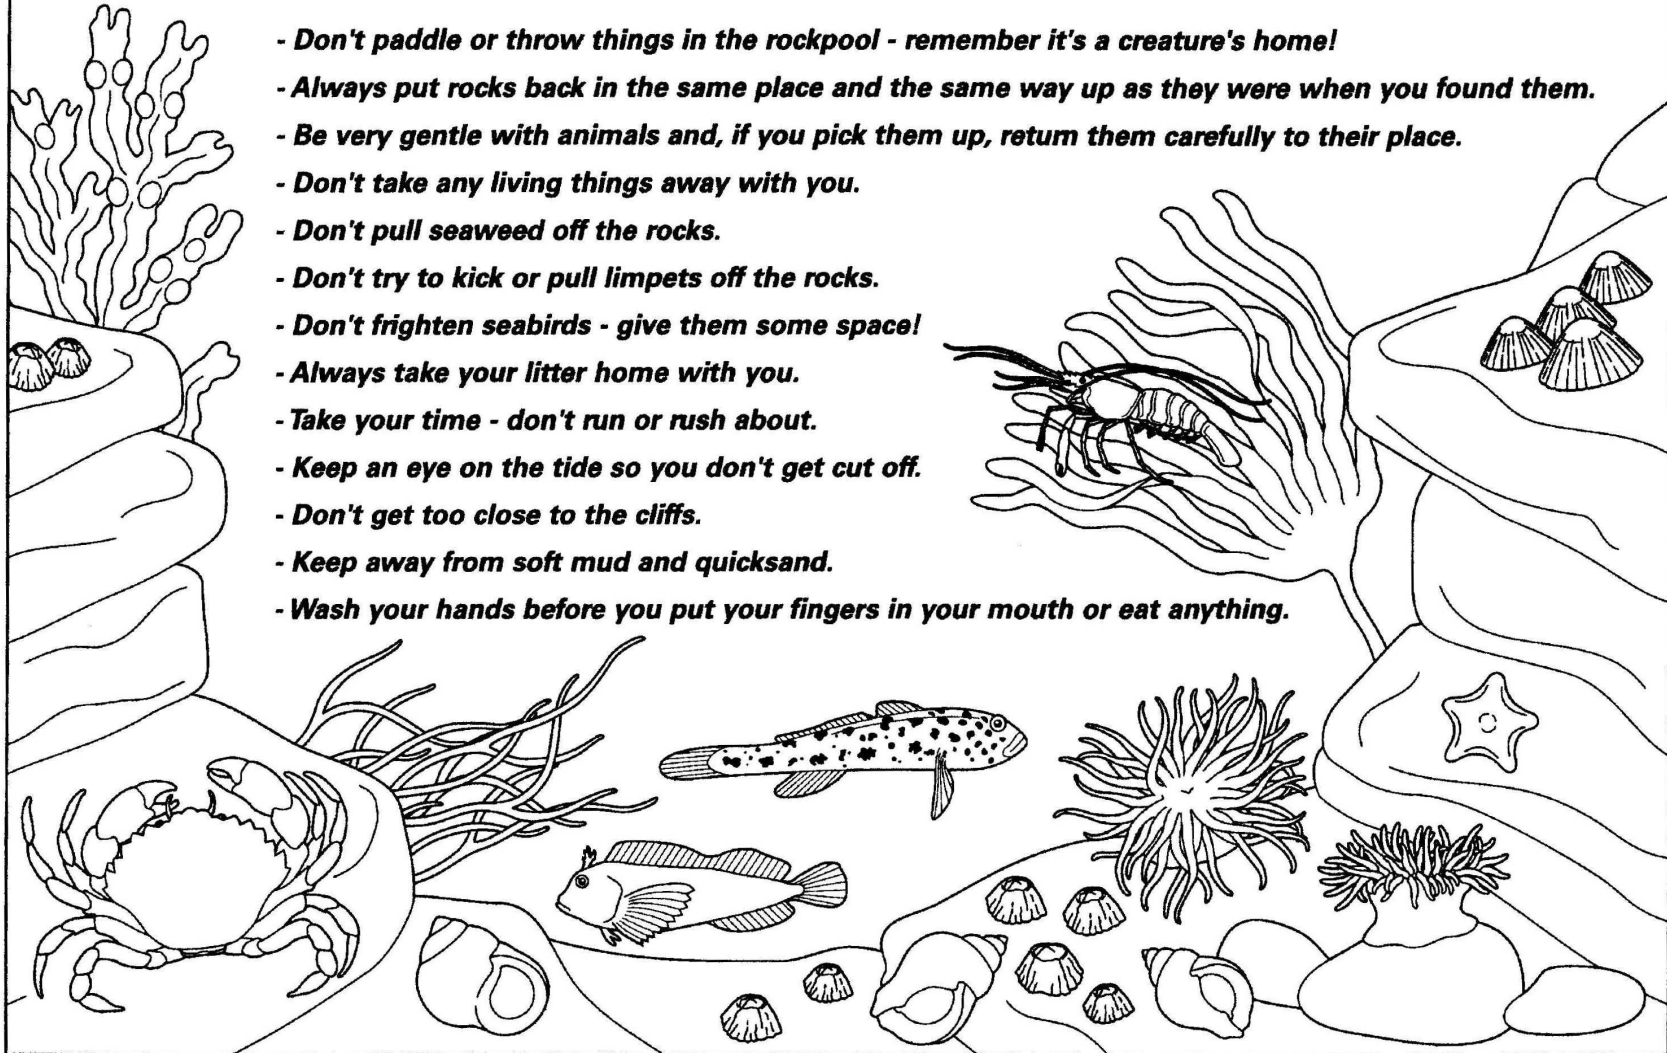 - Don't paddle or throw things in the rockpool - remember it's a creature's home!
- Always put rocks back in the same place and the same way up as they were when you found them.
- Be very gentle with animals and, if you pick them up, return them carefully to their place.
- Don't take any living things away with you.
- Don't pull seaweed off the rocks.
- Don't try to kick or pull limpets off the rocks.
- Don't frighten seabirds - give them some space!
- Always take your litter home with you.
- Take your time - don't run or rush about.
- Keep an eye on the tide so you don't get cut off.
- Don't get too close to the cliffs.
- Keep away from soft mud and quicksand.
- Wash your hands before you put your fingers in your mouth or eat anything.